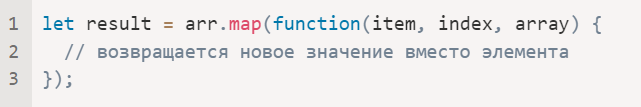 1 let result = arr.map(function(item, index, array) {
2   // возвращается новое значение вместо элемента
3 });